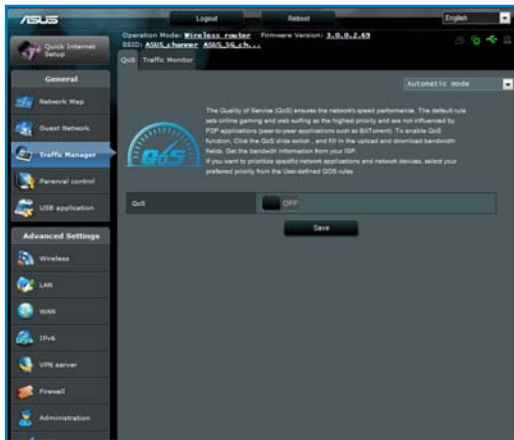 ASUS
Logout
Reboot
English
Operation Mode: Wireless router Firmware Version: 3.0.0.2.69
SSID: ASUS_channer ASUS_5G_ch...
Quick Internet
Setup
QoS Traffic Monitor
General
Automatic mode
Network Map
Guest Network
Traffic Manager
Parenral control
USB application
The Quality of Service (QoS) ensures the network's speed performance. The default rule
sets online gaming and web surfing as the highest priority and are not influenced by
P2P applications (peer-to-peer applications such as BitTorrent). To enable QoS
function, Click the QoS slide switch , and fill in the upload and download bandwidth
fields. Get the bandwidth information from your ISP.
If you want to prioritize specific network applications and network devices, select your
preferred priority from the User-defined QOS rules.
QoS
QoS
OFF
Save
Advanced Settings
Wireless
LAN
WAN
IPv6
VPN server
Firewall
Administration